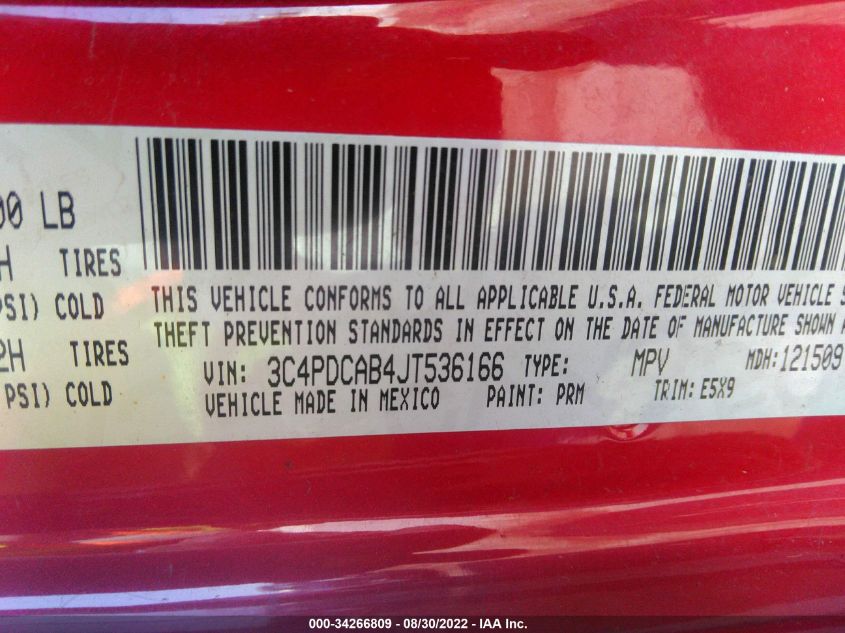 00 LB
H TIRES
PSI) COLD
2H TIRES
PSI) COLD
THIS VEHICLE CONFORMS TO ALL APPLICABLE U.S.A. FEDERAL MOTOR VEHICLE S
THEFT PREVENTION STANDARDS IN EFFECT ON THE DATE OF MANUFACTURE SHOWN A
VIN: 3C4PDCAB4JT536166 TYPE: MPV MDH: 121509
VEHICLE MADE IN MEXICO PAINT: PRM TRIM: E5X9
000-34266809 - 08/30/2022 - IAA Inc.